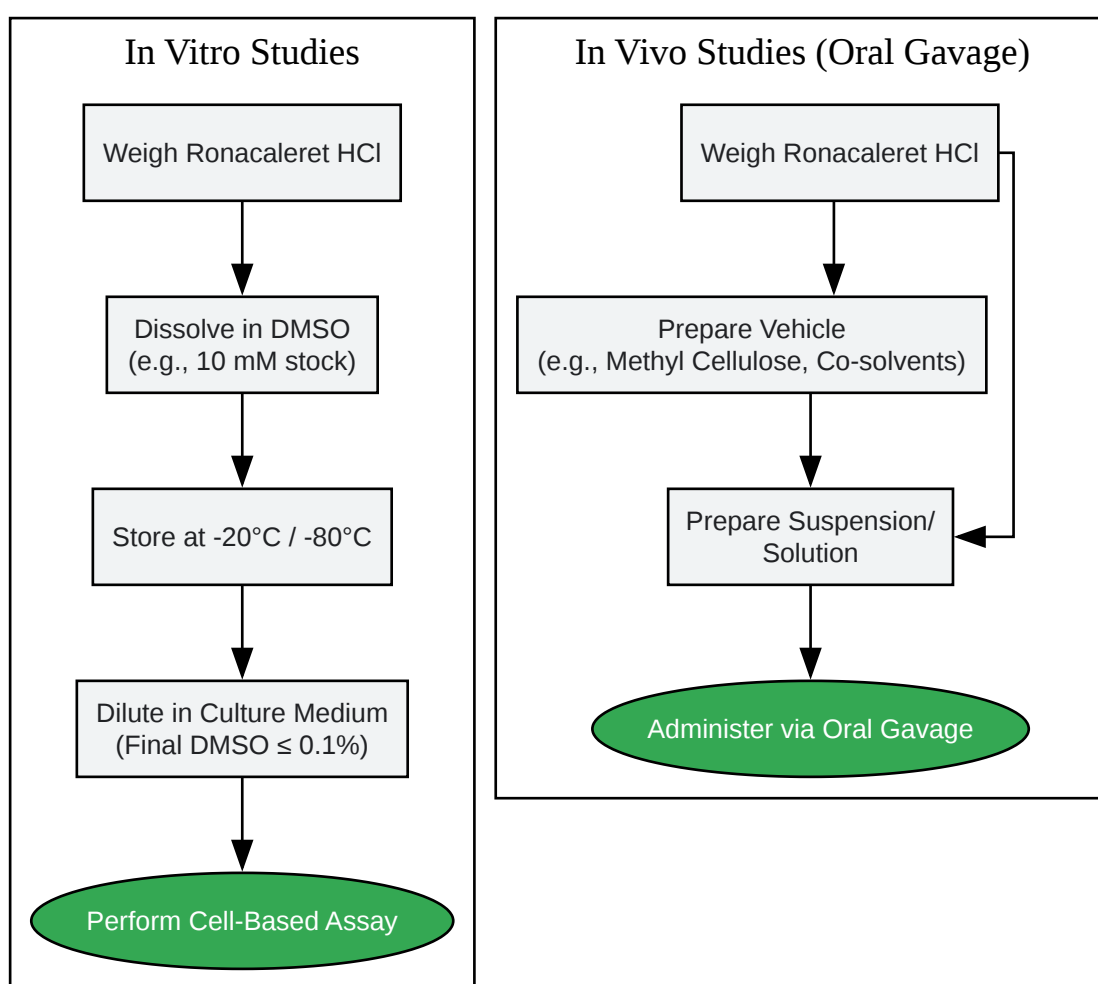 In Vitro Studies
Weigh Ronacaleret HCl
Dissolve in DMSO
(e.g., 10 mM stock)
Store at -20°C / -80°C
Dilute in Culture Medium
(Final DMSO ≤ 0.1%)
Perform Cell-Based Assay
In Vivo Studies (Oral Gavage)
Weigh Ronacaleret HCl
Prepare Vehicle
(e.g., Methyl Cellulose, Co-solvents)
Prepare Suspension/
Solution
Administer via Oral Gavage